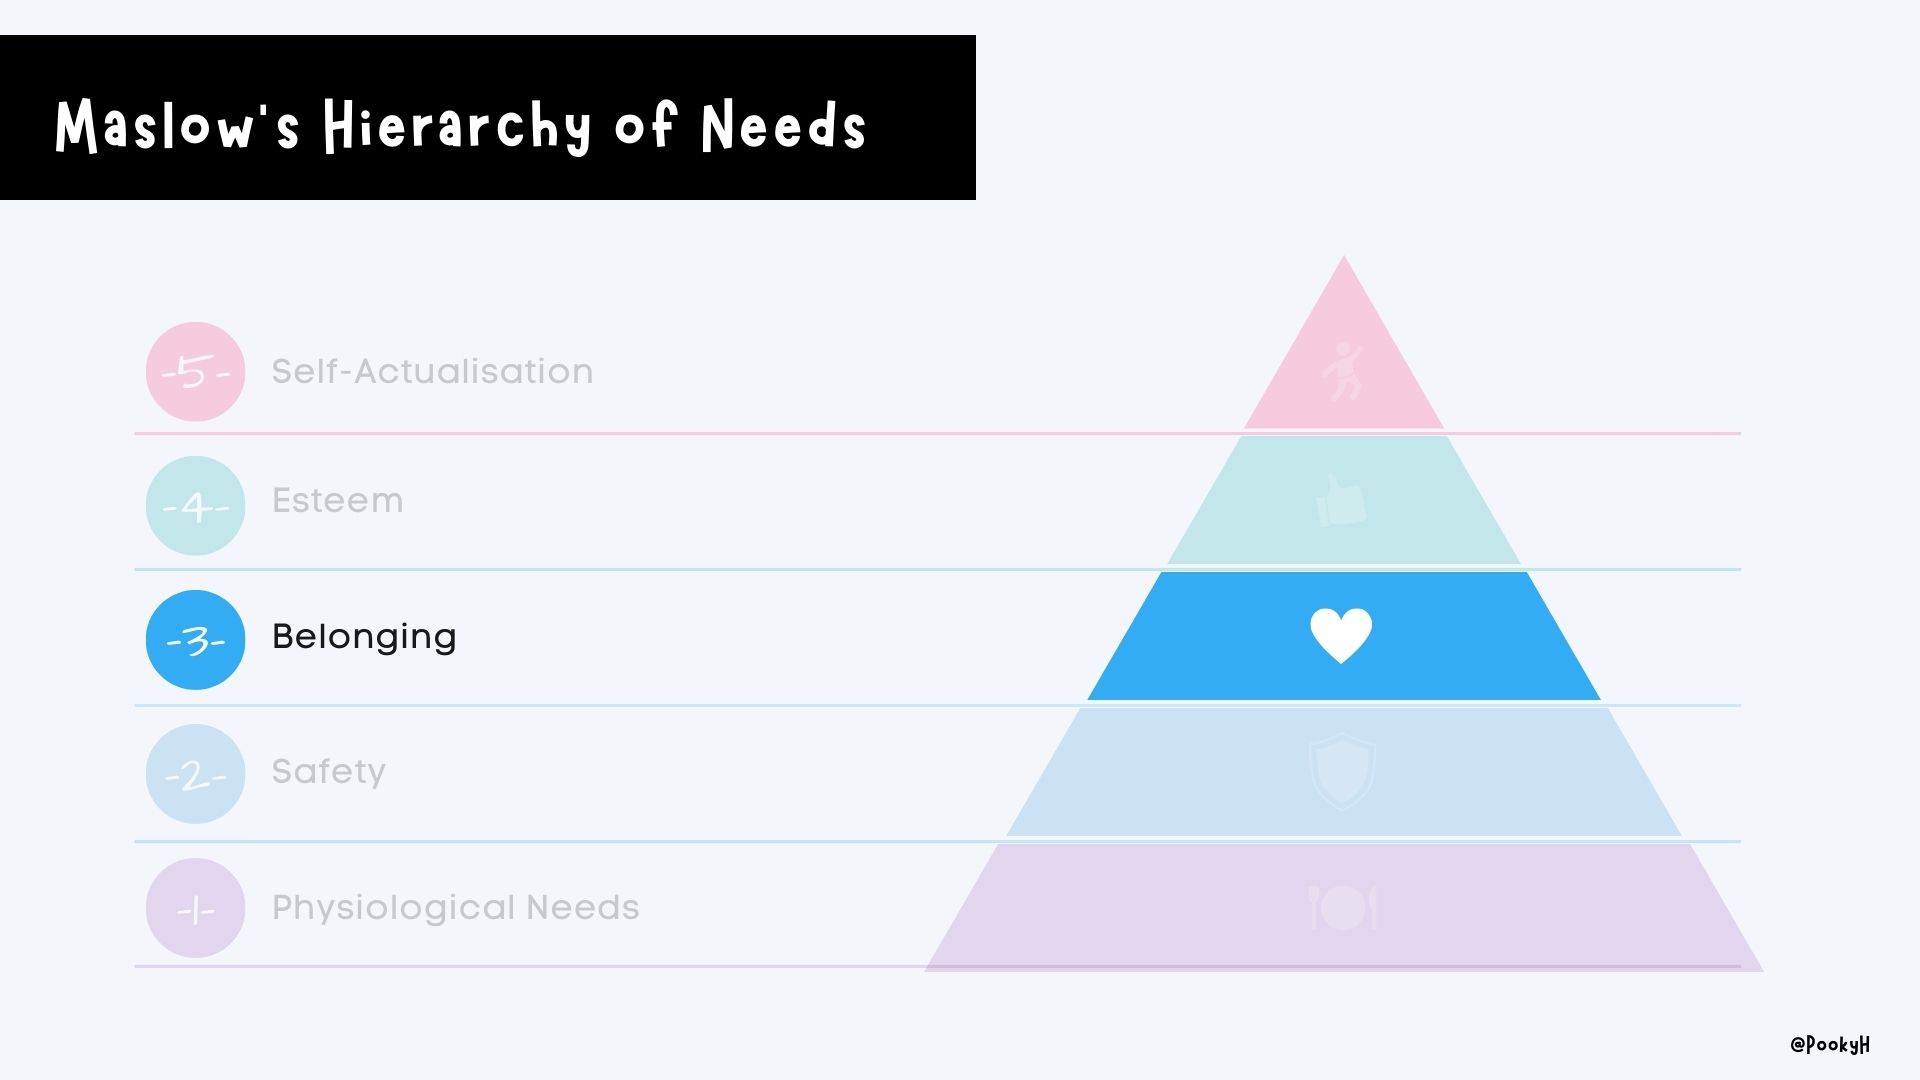 Maslow's Hierarchy of Needs
-5- Self-Actualisation
-4- Esteem
-3- Belonging
-2- Safety
-1- Physiological Needs
@PookyH